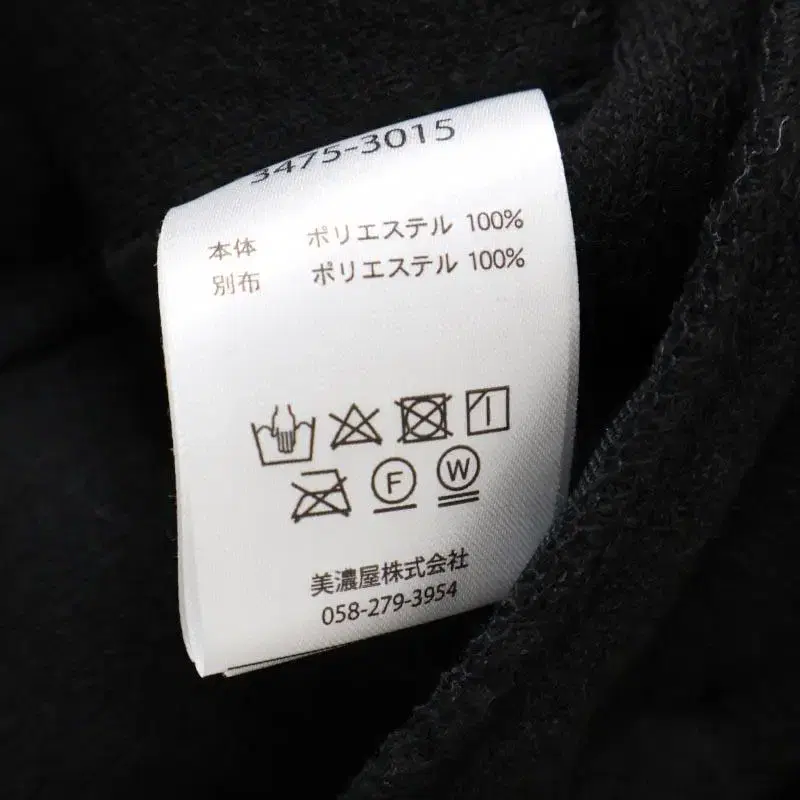 3475-3015
本体 ポリエステル 100%
別布 ポリエステル 100%
F W
美濃屋株式会社
058-279-3954